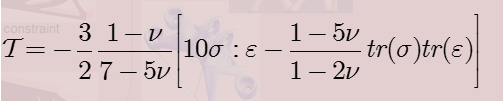 constraint
𝒯 = − 3/2 (1−ν)/(7−5ν) [10σ : ε − (1−5ν)/(1−2ν) tr(σ)tr(ε)]